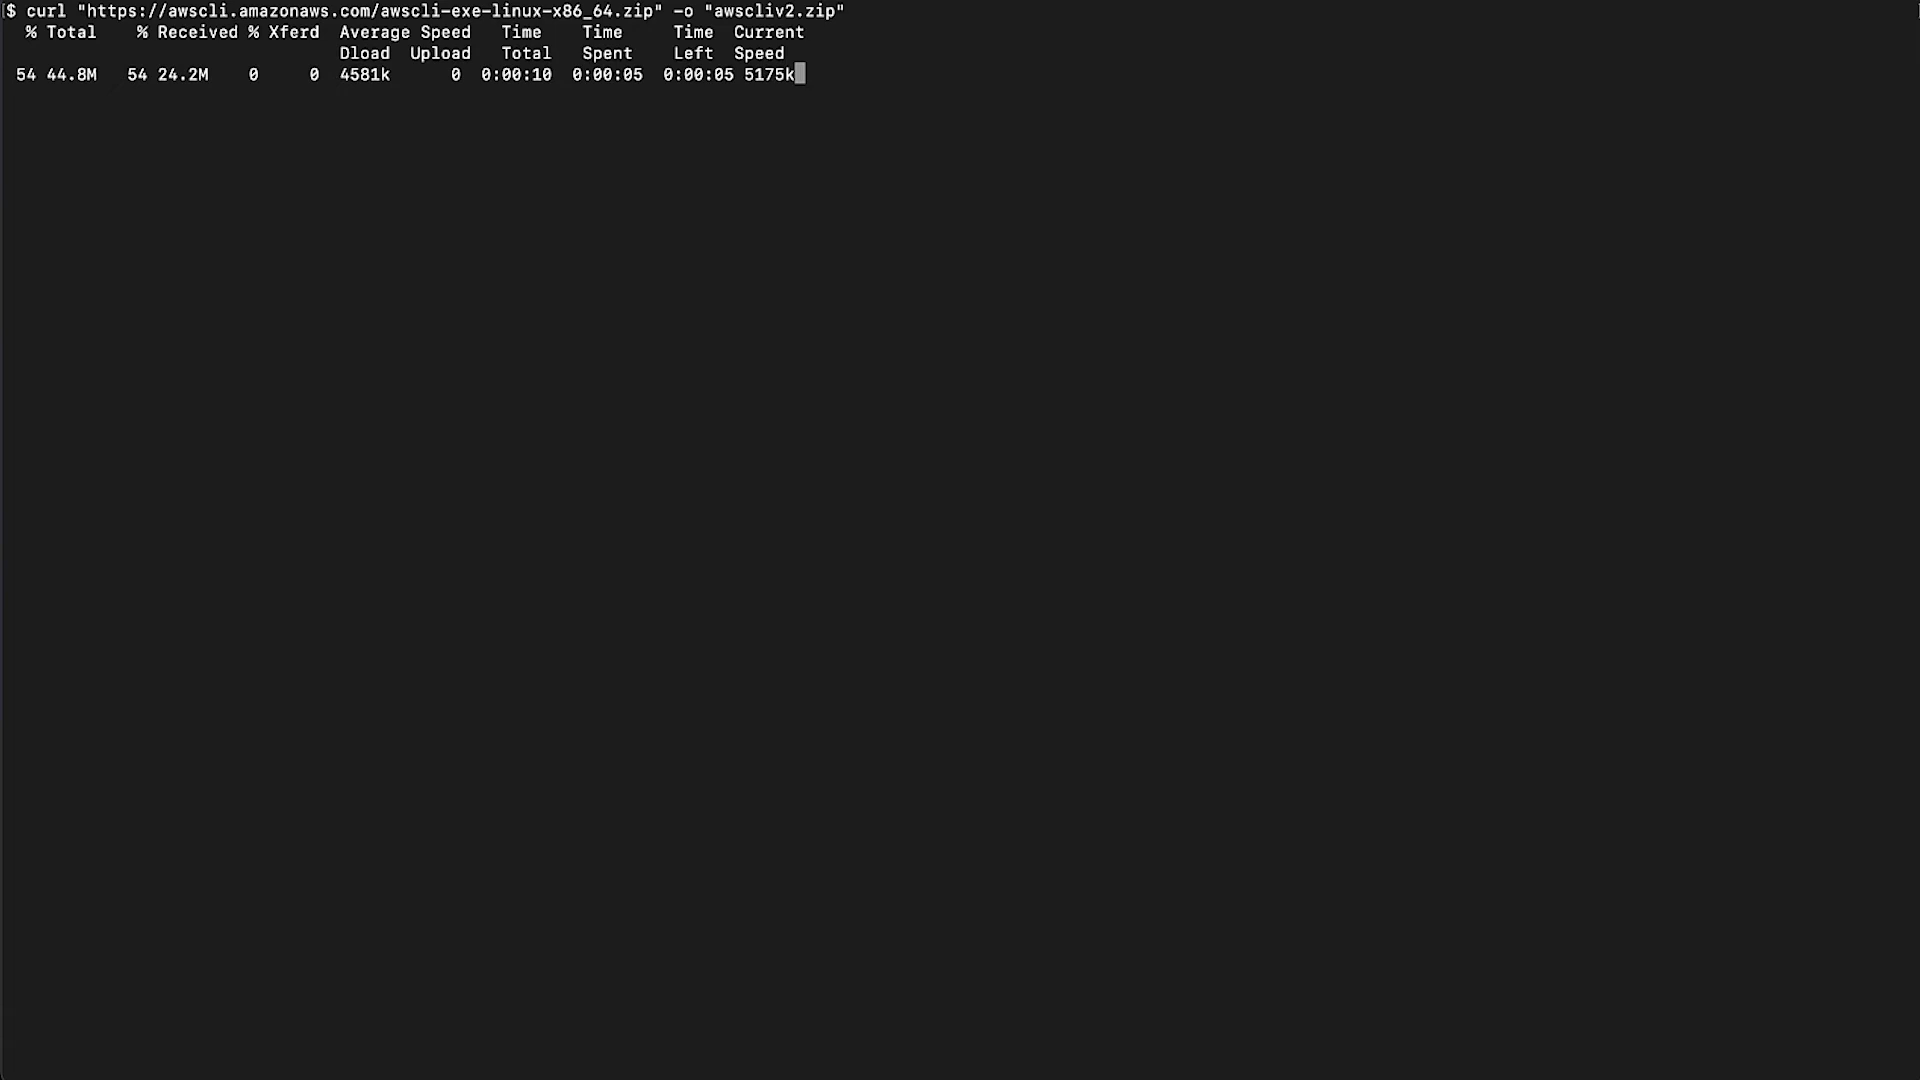 $ curl "https://awscli.amazonaws.com/awscli-exe-linux-x86_64.zip" -o "awscliv2.zip"
% Total % Received % Xferd Average Speed Time Time Time Current
Dload Upload Total Spent Left Speed
54 44.8M 54 24.2M 0 0 4581k 0 0:00:10 0:00:05 0:00:05 5175k